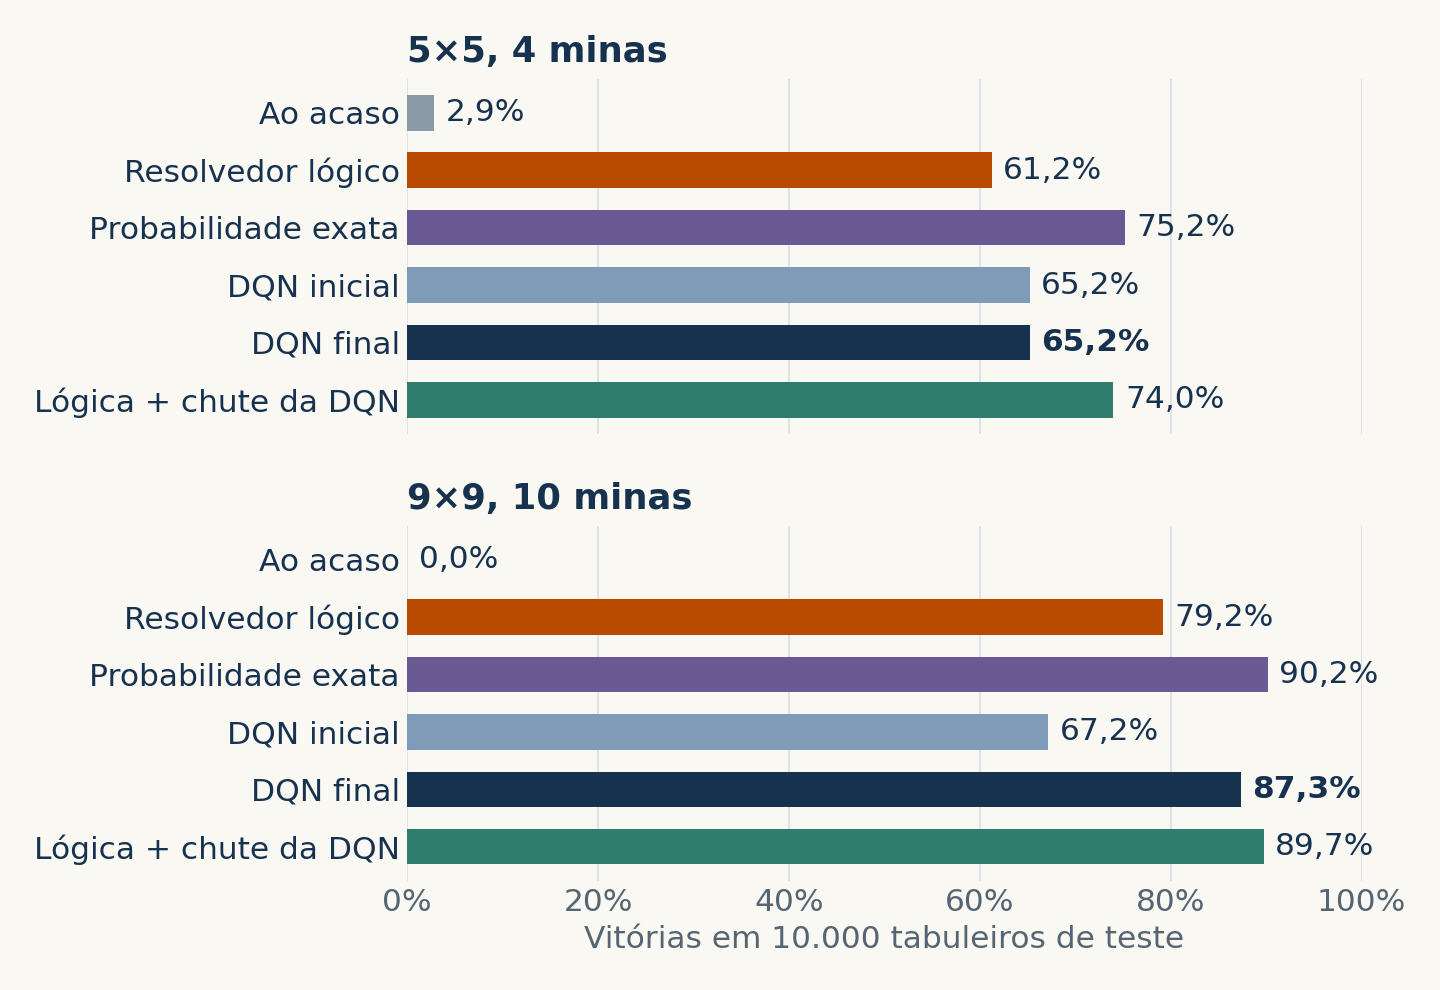 5×5, 4 minas
Ao acaso 2,9%
Resolvedor lógico 61,2%
Probabilidade exata 75,2%
DQN inicial 65,2%
DQN final 65,2%
Lógica + chute da DQN 74,0%
9×9, 10 minas
Ao acaso 0,0%
Resolvedor lógico 79,2%
Probabilidade exata 90,2%
DQN inicial 67,2%
DQN final 87,3%
Lógica + chute da DQN 89,7%
0% 20% 40% 60% 80% 100%
Vitórias em 10.000 tabuleiros de teste